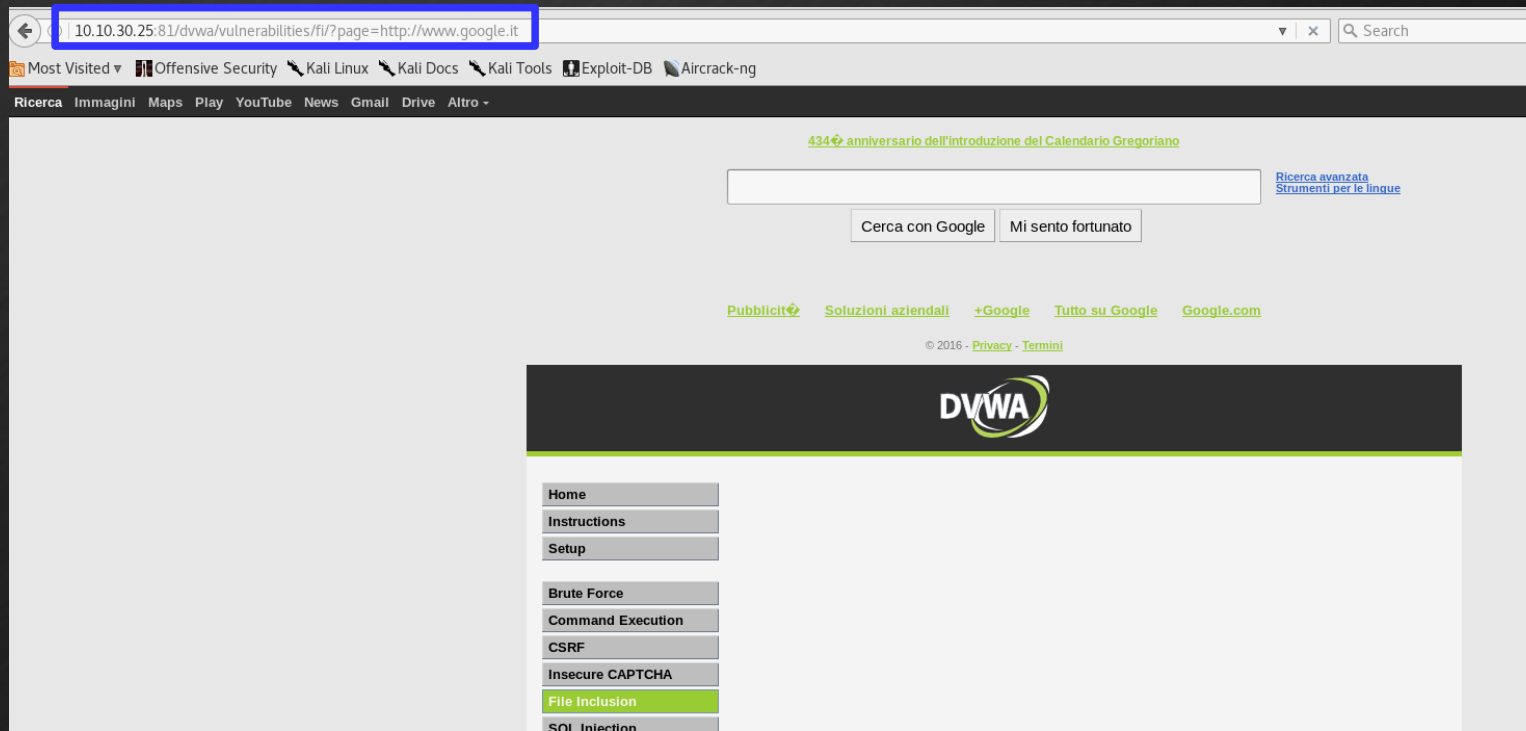 10.10.30.25:81/dvwa/vulnerabilities/fi/?page=http://www.google.it
Search
Most Visited Offensive Security Kali Linux Kali Docs Kali Tools Exploit-DB Aircrack-ng
Ricerca Immagini Maps Play YouTube News Gmail Drive Altro
434� anniversario dell'introduzione del Calendario Gregoriano
Ricerca avanzata
Strumenti per le lingue
Cerca con Google Mi sento fortunato
Pubblicit� Soluzioni aziendali +Google Tutto su Google Google.com
© 2016 - Privacy - Termini
DVWA
Home
Instructions
Setup
Brute Force
Command Execution
CSRF
Insecure CAPTCHA
File Inclusion
SQL Injection